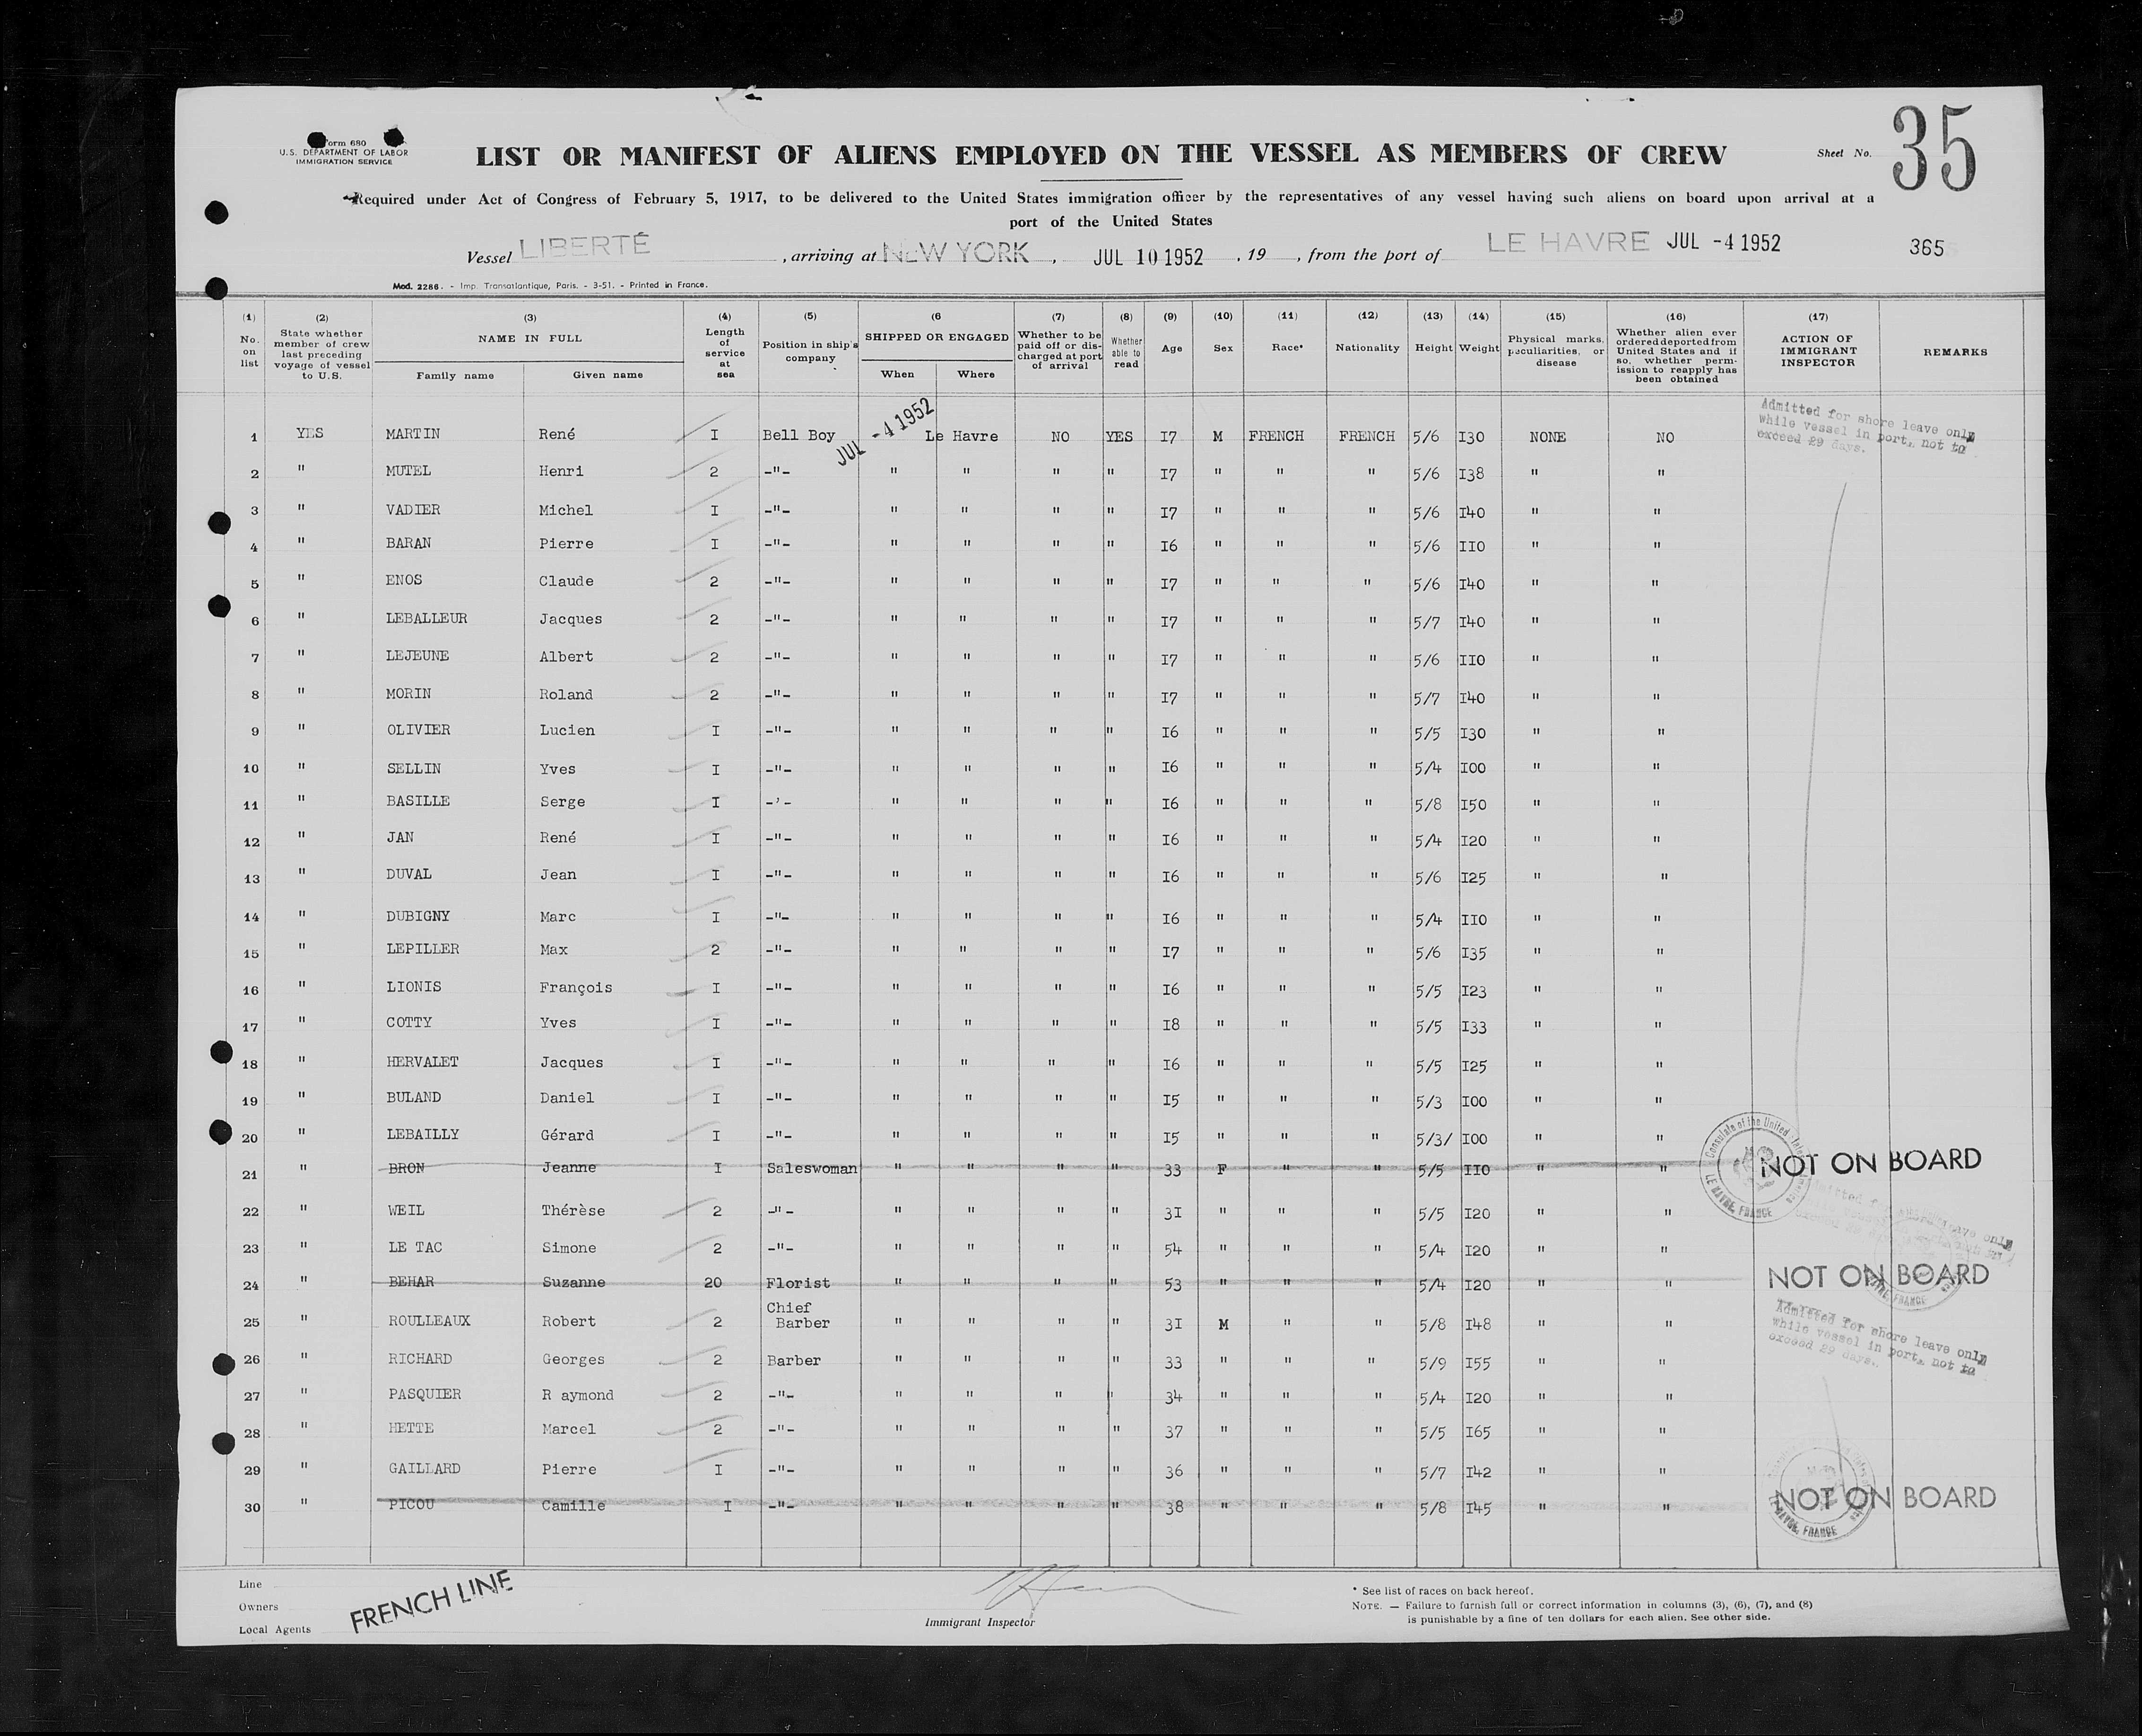 35
Form 680
U.S. DEPARTMENT OF LABOR
IMMIGRATION SERVICE
LIST OR MANIFEST OF ALIENS EMPLOYED ON THE VESSEL AS MEMBERS OF CREW
Sheet No.
Required under Act of Congress of February 5, 1917, to be delivered to the United States immigration officer by the representatives of any vessel having such aliens on board upon arrival at a
port of the United States
Vessel LIBERTÉ , arriving at NEW YORK , JUL 10 1952 , 19 , from the port of LE HAVRE JUL -4 1952 365
Mod. 2286. - Imp. Transatlantique, Paris. - 3-51. - Printed in France.
(1) No. on list (2) State whether member of crew last preceding voyage of vessel to U.S. (3) NAME IN FULL Family name Given name (4) Length of service at sea (5) Position in ship's company (6 SHIPPED OR ENGAGED When Where (7) Whether to be paid off or discharged at port of arrival (8) Whether able to read (9) Age (10) Sex (11) Race* (12) Nationality (13) Height (14) Weight (15) Physical marks, peculiarities, or disease (16) Whether alien ever ordered deported from United States and if so, whether permission to reapply has been obtained (17) ACTION OF IMMIGRANT INSPECTOR REMARKS
1 YES MARTIN René I Bell Boy JUL -4 1952 Le Havre NO YES I7 M FRENCH FRENCH 5/6 I30 NONE NO
Admitted for shore leave only
while vessel in port, not to
exceed 29 days.
2 " MUTEL Henri 2 -"- " " " " I7 " " " 5/6 I38 " "
3 " VADIER Michel I -"- " " " " I7 " " " 5/6 I40 " "
4 " BARAN Pierre I -"- " " " " I6 " " " 5/6 II0 " "
5 " ENOS Claude 2 -"- " " " " I7 " " " 5/6 I40 " "
6 " LEBALLEUR Jacques 2 -"- " " " " I7 " " " 5/7 I40 " "
7 " LEJEUNE Albert 2 -"- " " " " I7 " " " 5/6 II0 " "
8 " MORIN Roland 2 -"- " " " " I7 " " " 5/7 I40 " "
9 " OLIVIER Lucien I -"- " " " " I6 " " " 5/5 I30 " "
10 " SELLIN Yves I -"- " " " " I6 " " " 5/4 I00 " "
11 " BASILLE Serge I -'- " " " " I6 " " " 5/8 I50 " "
12 " JAN René I -"- " " " " I6 " " " 5/4 I20 " "
13 " DUVAL Jean I -"- " " " " I6 " " " 5/6 I25 " "
14 " DUBIGNY Marc I -"- " " " " I6 " " " 5/4 II0 " "
15 " LEPILLER Max 2 -"- " " " " I7 " " " 5/6 I35 " "
16 " LIONIS François I -"- " " " " I6 " " " 5/5 I23 " "
17 " COTTY Yves I -"- " " " " I8 " " " 5/5 I33 " "
18 " HERVALET Jacques I -"- " " " " I6 " " " 5/5 I25 " "
19 " BULAND Daniel I -"- " " " " I5 " " " 5/3 I00 " "
20 " LEBAILLY Gérard I -"- " " " " I5 " " " 5/3/ I00 " "
21 " BRON Jeanne I Saleswoman " " " " 33 F " " 5/5 II0 " " NOT ON BOARD
Consulate of the United States LE HAVRE, FRANCE
22 " WEIL Thérèse 2 -"- " " " " 3I " " " 5/5 I20 " "
23 " LE TAC Simone 2 -"- " " " " 54 " " " 5/4 I20 " "
24 " BEHAR Suzanne 20 Florist " " " " 53 " " " 5/4 I20 " " NOT ON BOARD
25 " ROULLEAUX Robert 2 Chief Barber " " " " 3I M " " 5/8 I48 " "
Admitted for shore leave only
while vessel in port, not to
exceed 29 days.
26 " RICHARD Georges 2 Barber " " " " 33 " " " 5/9 I55 " "
27 " PASQUIER R aymond 2 -"- " " " " 34 " " " 5/4 I20 " "
28 " HETTE Marcel 2 -"- " " " " 37 " " " 5/5 I65 " "
29 " GAILLARD Pierre I -"- " " " " 36 " " " 5/7 I42 " "
30 " PICOU Camille I -"- " " " " 38 " " " 5/8 I45 " " NOT ON BOARD
HAVRE, FRANCE
Line
Owners
Local Agents
FRENCH LINE
Immigrant Inspector
* See list of races on back hereof.
NOTE. — Failure to furnish full or correct information in columns (3), (6), (7), and (8)
is punishable by a fine of ten dollars for each alien. See other side.